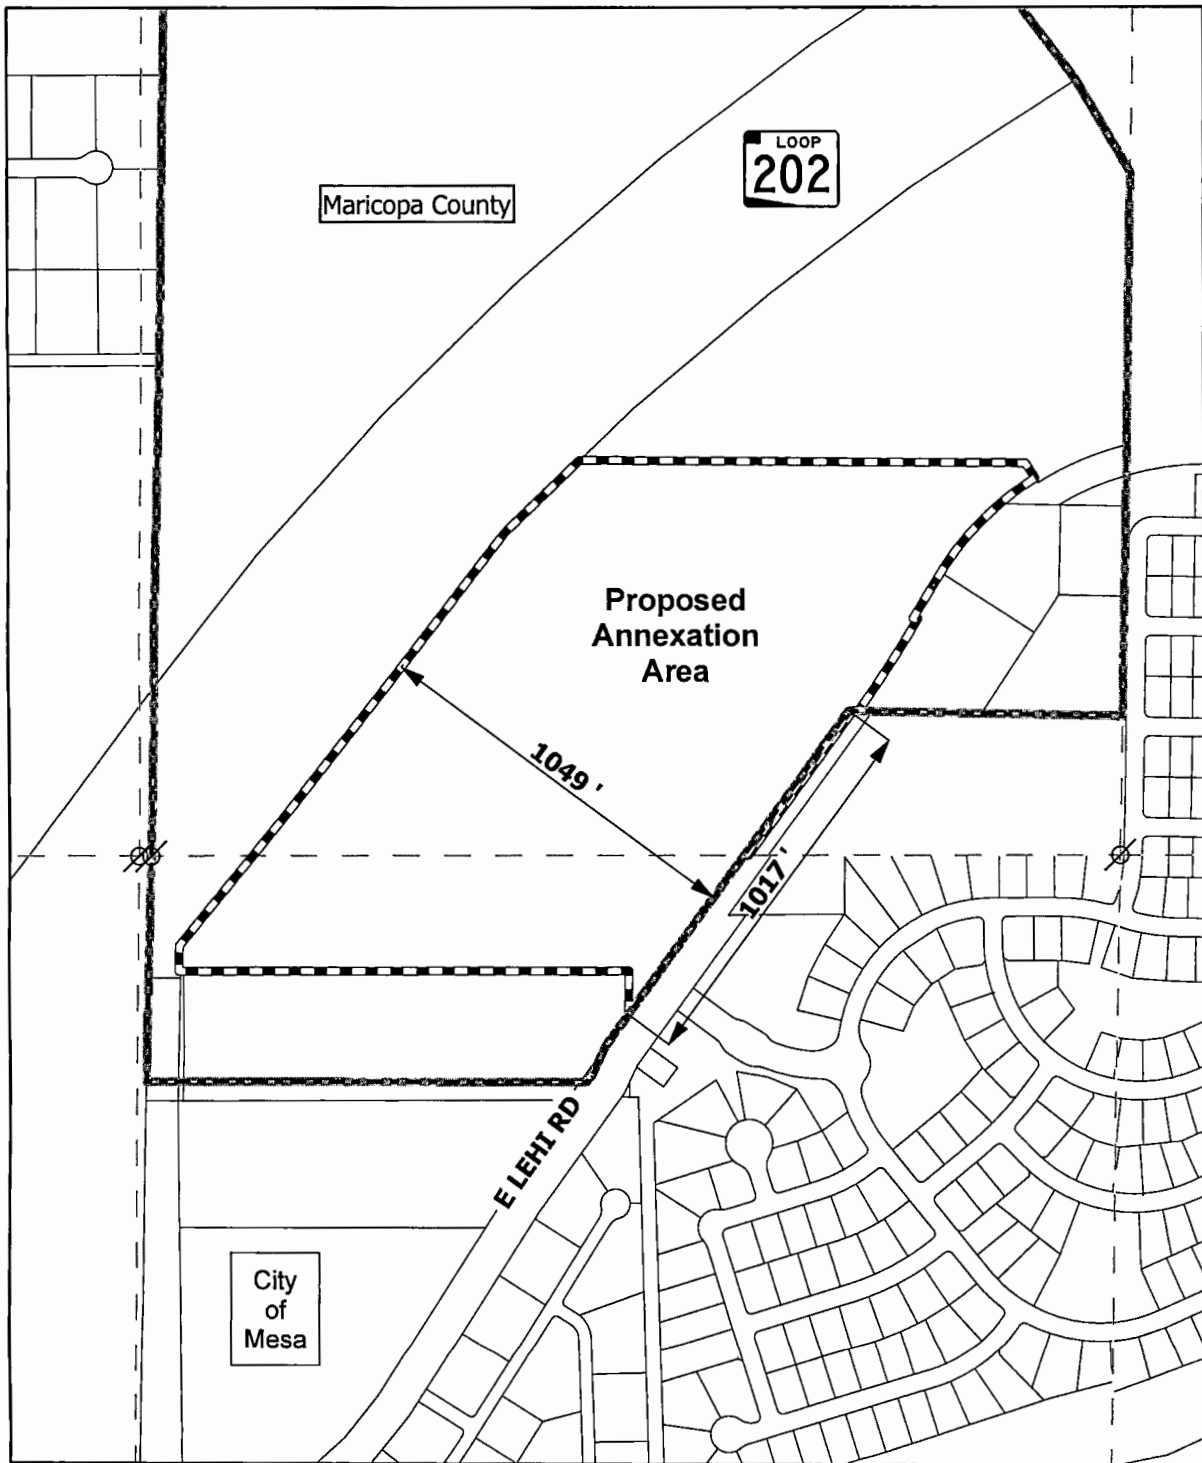 LOOP
202
Maricopa County
Proposed
Annexation
Area
1049 '
1017 '
E LEHI RD
City
of
Mesa